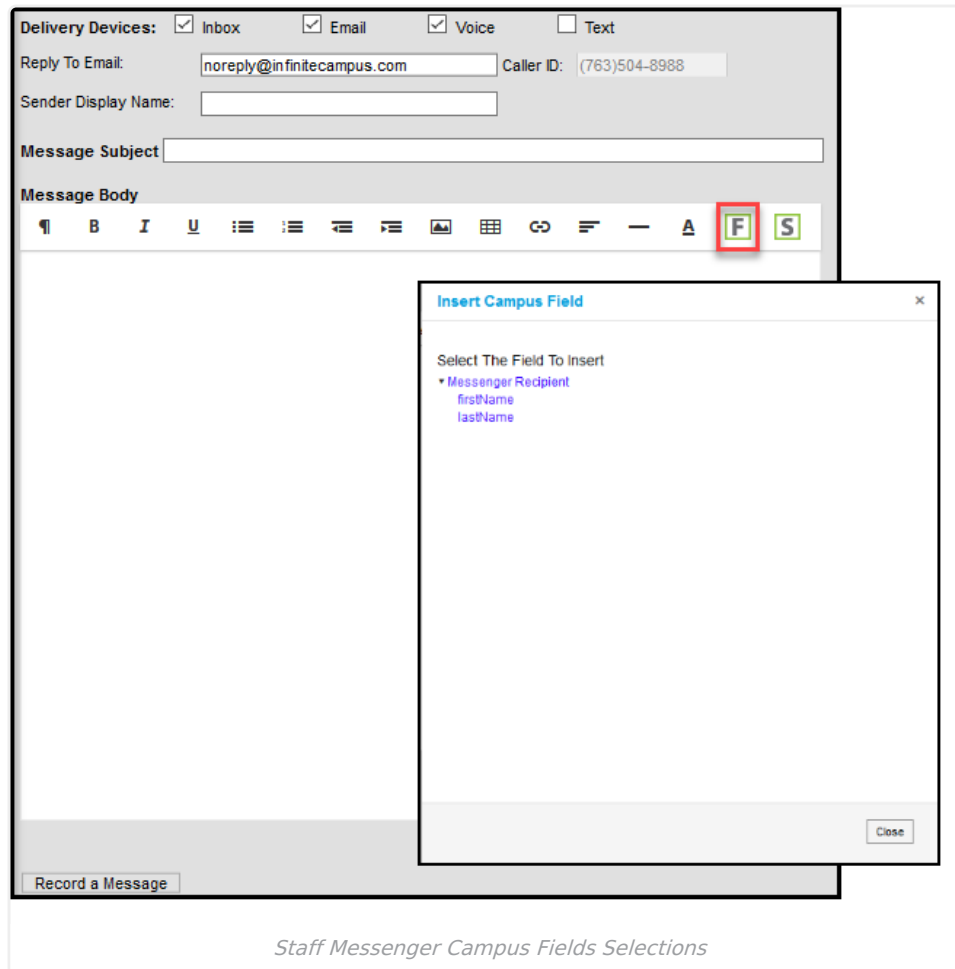 Delivery Devices: Inbox Email Voice Text
Reply To Email: noreply@infinitecampus.com Caller ID: (763)504-8988
Sender Display Name:
Message Subject
Message Body
¶ B I U A F S
Insert Campus Field ×
Select The Field To Insert
Messenger Recipient
firstName
lastName
Close
Record a Message
Staff Messenger Campus Fields Selections